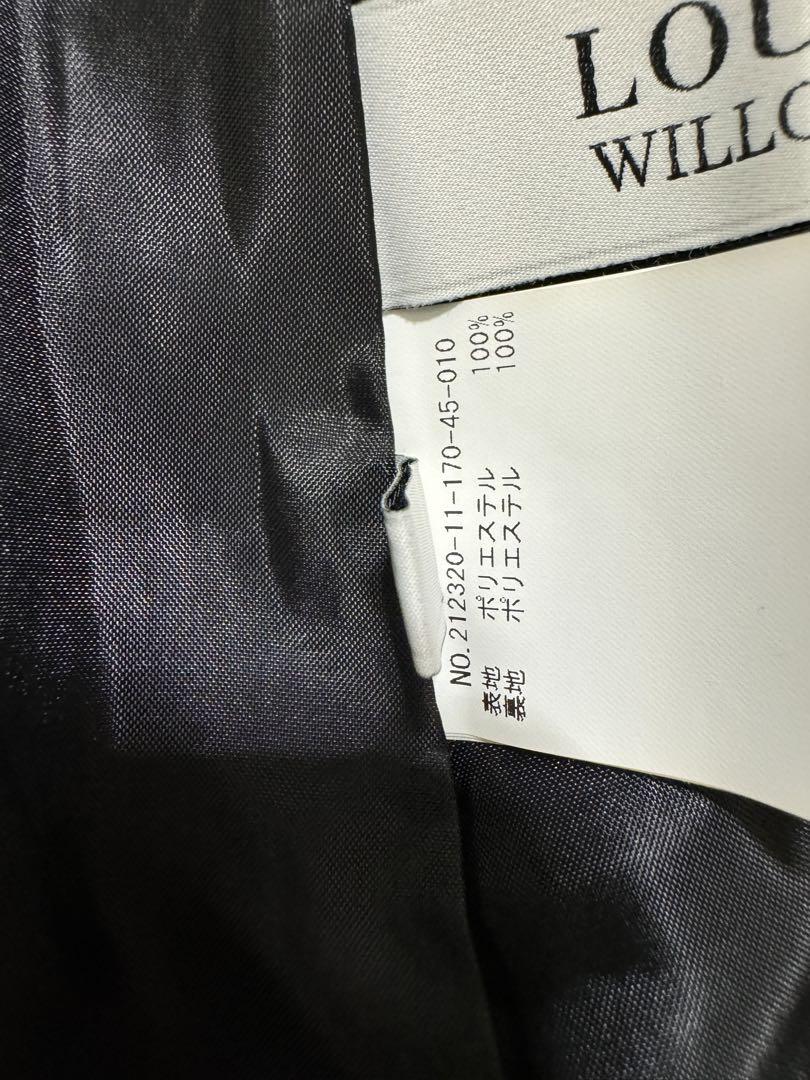 LOU
WILLO
NO.212320-11-170-45-010
表地 ポリエステル 100%
裏地 ポリエステル 100%